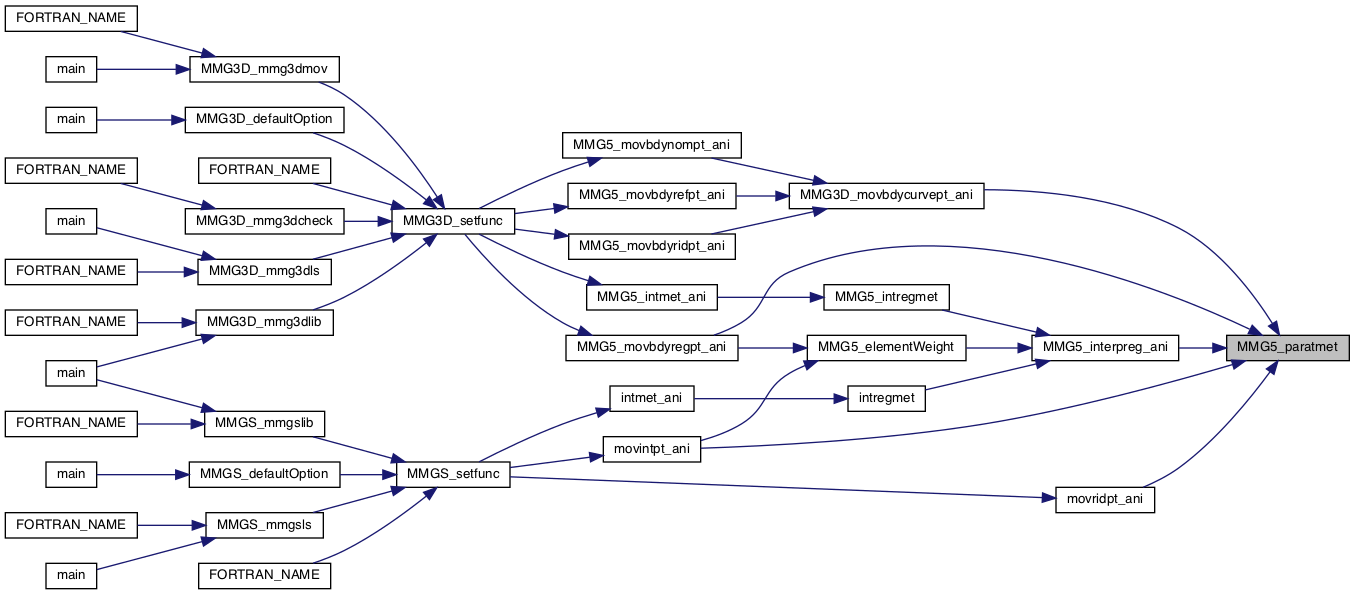 FORTRAN_NAME
main
MMG3D_mmg3dmov
main
MMG3D_defaultOption
MMG5_movbdynompt_ani
FORTRAN_NAME
FORTRAN_NAME
MMG5_movbdyrefpt_ani
MMG3D_movbdycurvept_ani
main
MMG3D_mmg3dcheck
MMG3D_setfunc
MMG5_movbdyridpt_ani
FORTRAN_NAME
MMG3D_mmg3dls
MMG5_intmet_ani
MMG5_intregmet
FORTRAN_NAME
MMG3D_mmg3dlib
MMG5_movbdyregpt_ani
MMG5_elementWeight
MMG5_interpreg_ani
MMG5_paratmet
main
intmet_ani
intregmet
FORTRAN_NAME
MMGS_mmgslib
movintpt_ani
main
MMGS_defaultOption
MMGS_setfunc
movridpt_ani
FORTRAN_NAME
MMGS_mmgsls
main
FORTRAN_NAME